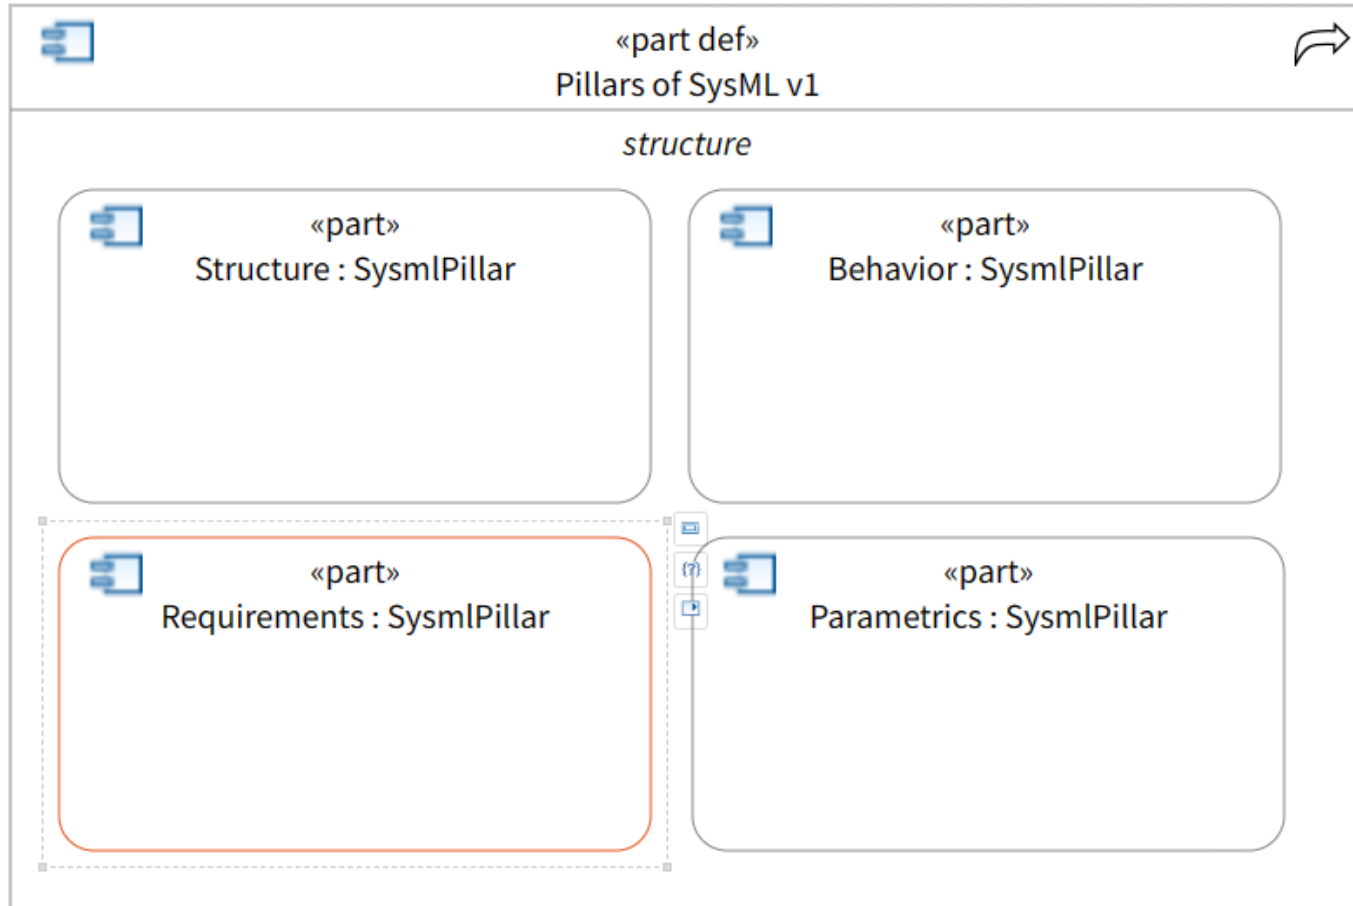 «part def»
Pillars of SysML v1
structure
«part»
Structure : SysmlPillar
«part»
Behavior : SysmlPillar
«part»
Requirements : SysmlPillar
{?}
«part»
Parametrics : SysmlPillar